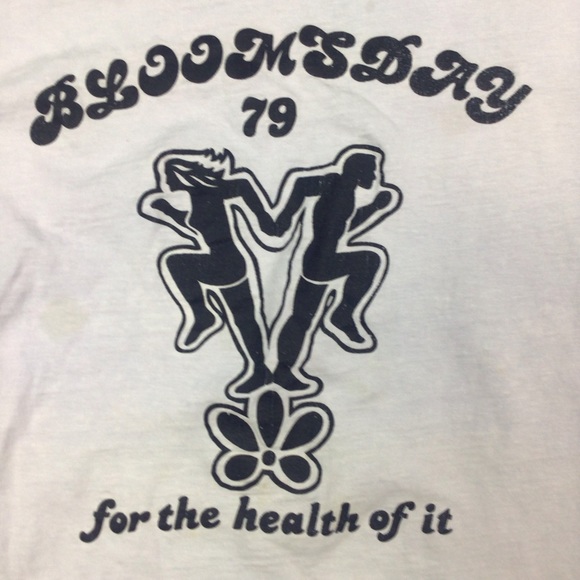 BLOOMSDAY
79
for the health of it